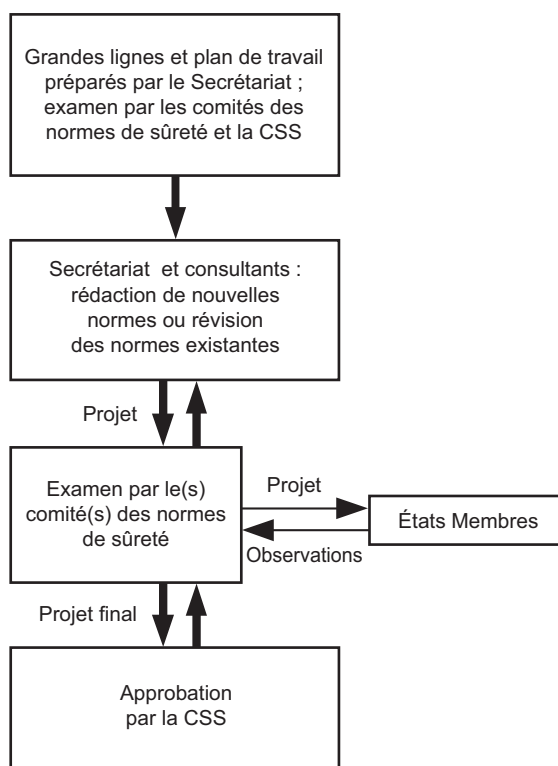 Grandes lignes et plan de travail
préparés par le Secrétariat ;
examen par les comités des
normes de sûreté et la CSS
Secrétariat et consultants :
rédaction de nouvelles
normes ou révision
des normes existantes
Projet
Examen par le(s)
comité(s) des normes
de sûreté
Projet
États Membres
Observations
Projet final
Approbation
par la CSS